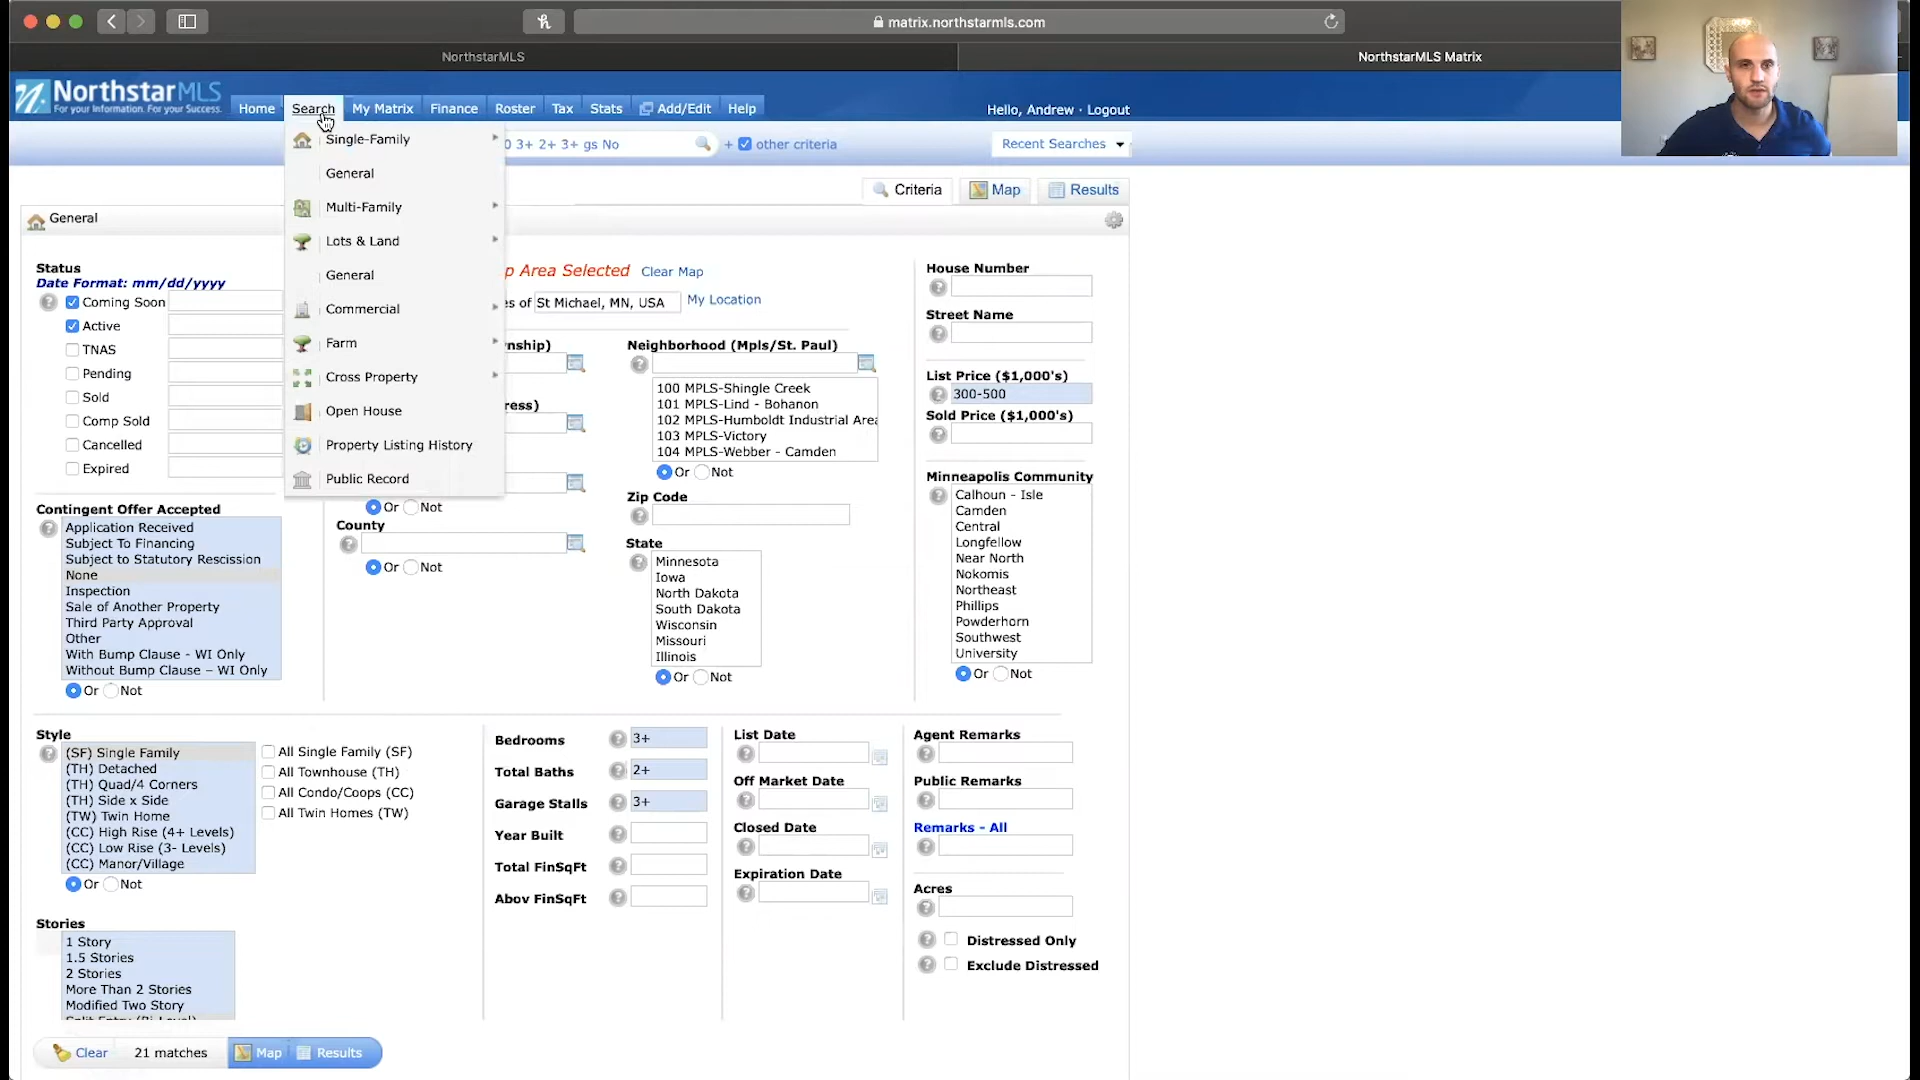 matrix.northstarmls.com
NorthstarMLS
NorthstarMLS Matrix
NorthstarMLS
For your Information. For your Success.
Home
Search
My Matrix
Finance
Roster
Tax
Stats
Add/Edit
Help
Hello, Andrew · Logout
Single-Family
General
Multi-Family
Lots & Land
General
Commercial
Farm
Cross Property
Open House
Property Listing History
Public Record
0 3+ 2+ 3+ gs No
+ other criteria
Recent Searches
Criteria
Map
Results
General
Status
Date Format: mm/dd/yyyy
Coming Soon
Active
TNAS
Pending
Sold
Comp Sold
Cancelled
Expired
Contingent Offer Accepted
Application Received
Subject To Financing
Subject to Statutory Rescission
None
Inspection
Sale of Another Property
Third Party Approval
Other
With Bump Clause - WI Only
Without Bump Clause – WI Only
Or Not
p Area Selected Clear Map
es of St Michael, MN, USA My Location
nship)
ress)
Or Not
County
Or Not
Neighborhood (Mpls/St. Paul)
100 MPLS-Shingle Creek
101 MPLS-Lind - Bohanon
102 MPLS-Humboldt Industrial Area
103 MPLS-Victory
104 MPLS-Webber - Camden
Or Not
Zip Code
State
Minnesota
Iowa
North Dakota
South Dakota
Wisconsin
Missouri
Illinois
Or Not
House Number
Street Name
List Price ($1,000's)
300-500
Sold Price ($1,000's)
Minneapolis Community
Calhoun - Isle
Camden
Central
Longfellow
Near North
Nokomis
Northeast
Phillips
Powderhorn
Southwest
University
Or Not
Style
(SF) Single Family
(TH) Detached
(TH) Quad/4 Corners
(TH) Side x Side
(TW) Twin Home
(CC) High Rise (4+ Levels)
(CC) Low Rise (3- Levels)
(CC) Manor/Village
Or Not
All Single Family (SF)
All Townhouse (TH)
All Condo/Coops (CC)
All Twin Homes (TW)
Stories
1 Story
1.5 Stories
2 Stories
More Than 2 Stories
Modified Two Story
Split Entry (Bi-Level)
Bedrooms 3+
Total Baths 2+
Garage Stalls 3+
Year Built
Total FinSqFt
Abov FinSqFt
List Date
Off Market Date
Closed Date
Expiration Date
Agent Remarks
Public Remarks
Remarks - All
Acres
Distressed Only
Exclude Distressed
Clear
21 matches
Map
Results